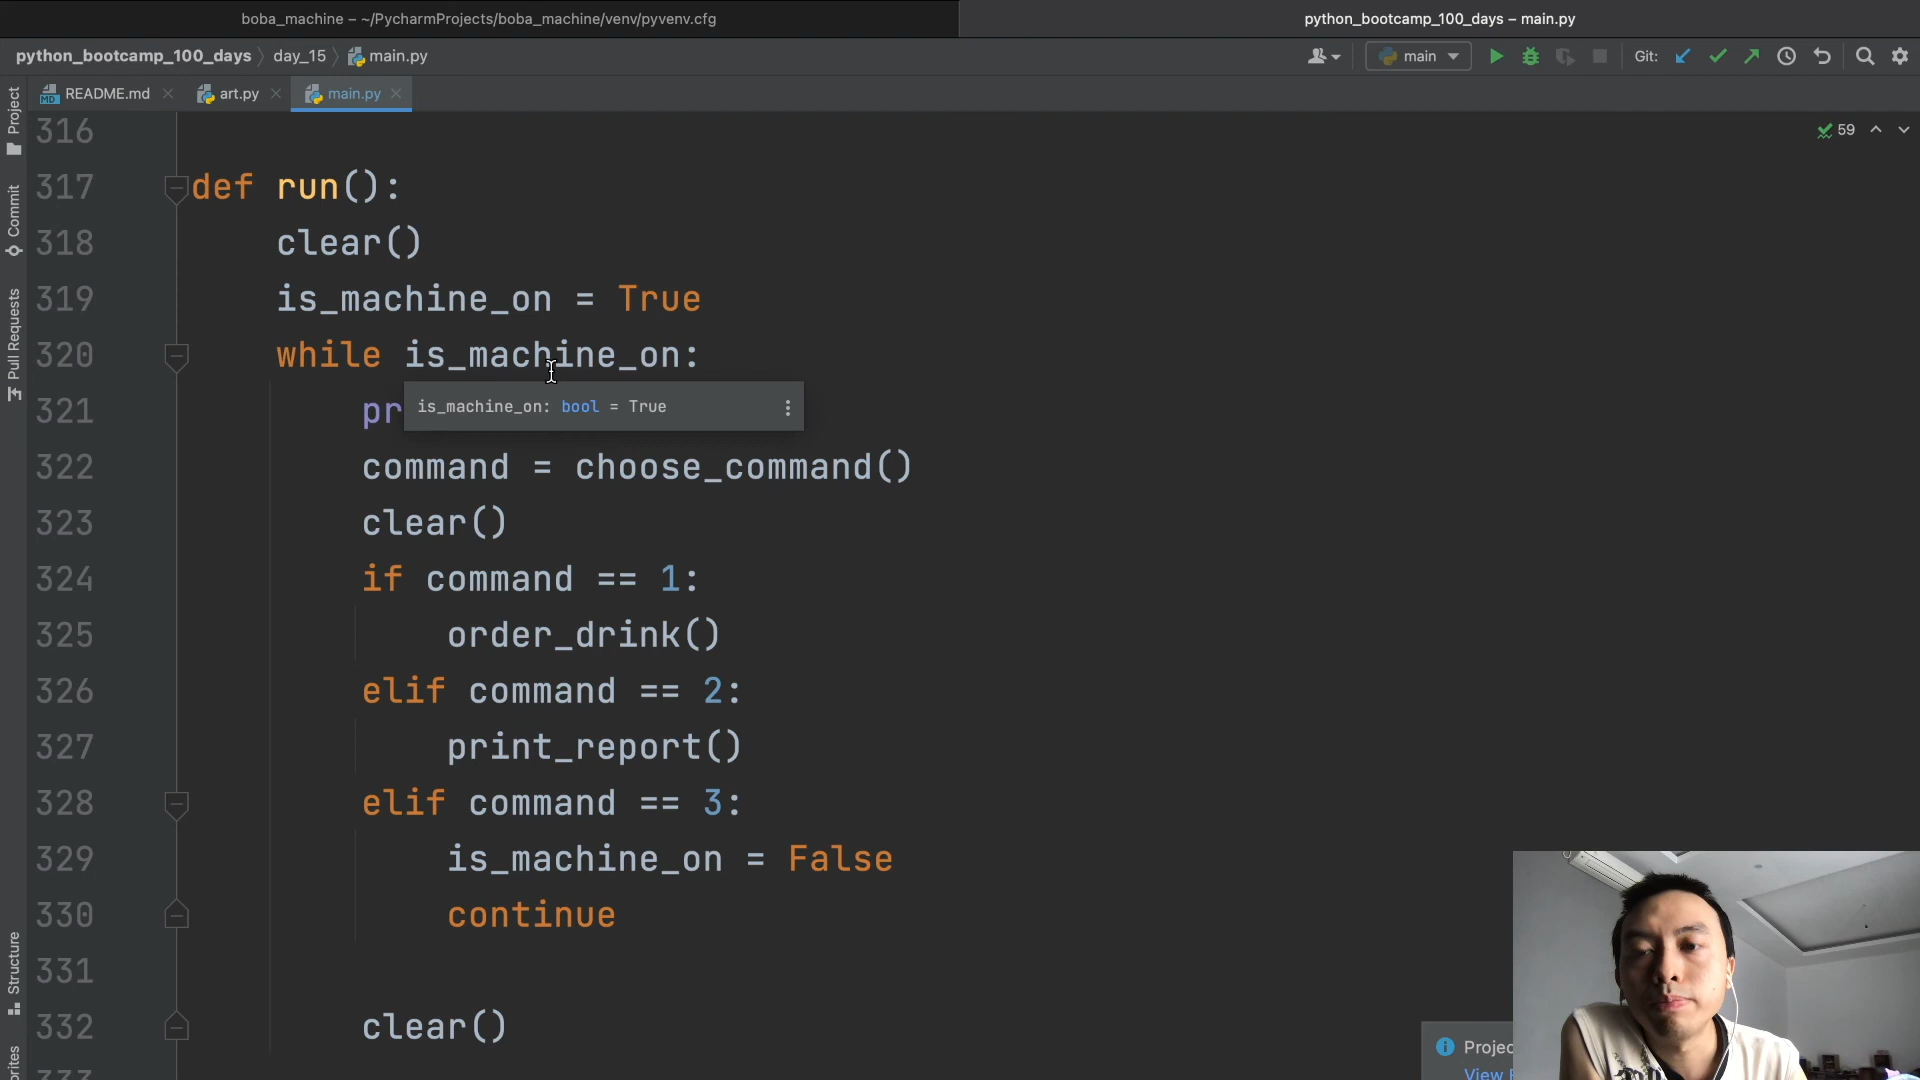 boba_machine – ~/PycharmProjects/boba_machine/venv/pyvenv.cfg
python_bootcamp_100_days – main.py
python_bootcamp_100_days
day_15
main.py
main
Git:
README.md
art.py
main.py
59
Project
Commit
Pull Requests
Structure
316
317 def run():
318 clear()
319 is_machine_on = True
320 while is_machine_on:
321 pr
is_machine_on: bool = True
322 command = choose_command()
323 clear()
324 if command == 1:
325 order_drink()
326 elif command == 2:
327 print_report()
328 elif command == 3:
329 is_machine_on = False
330 continue
331
332 clear()
Projec
View